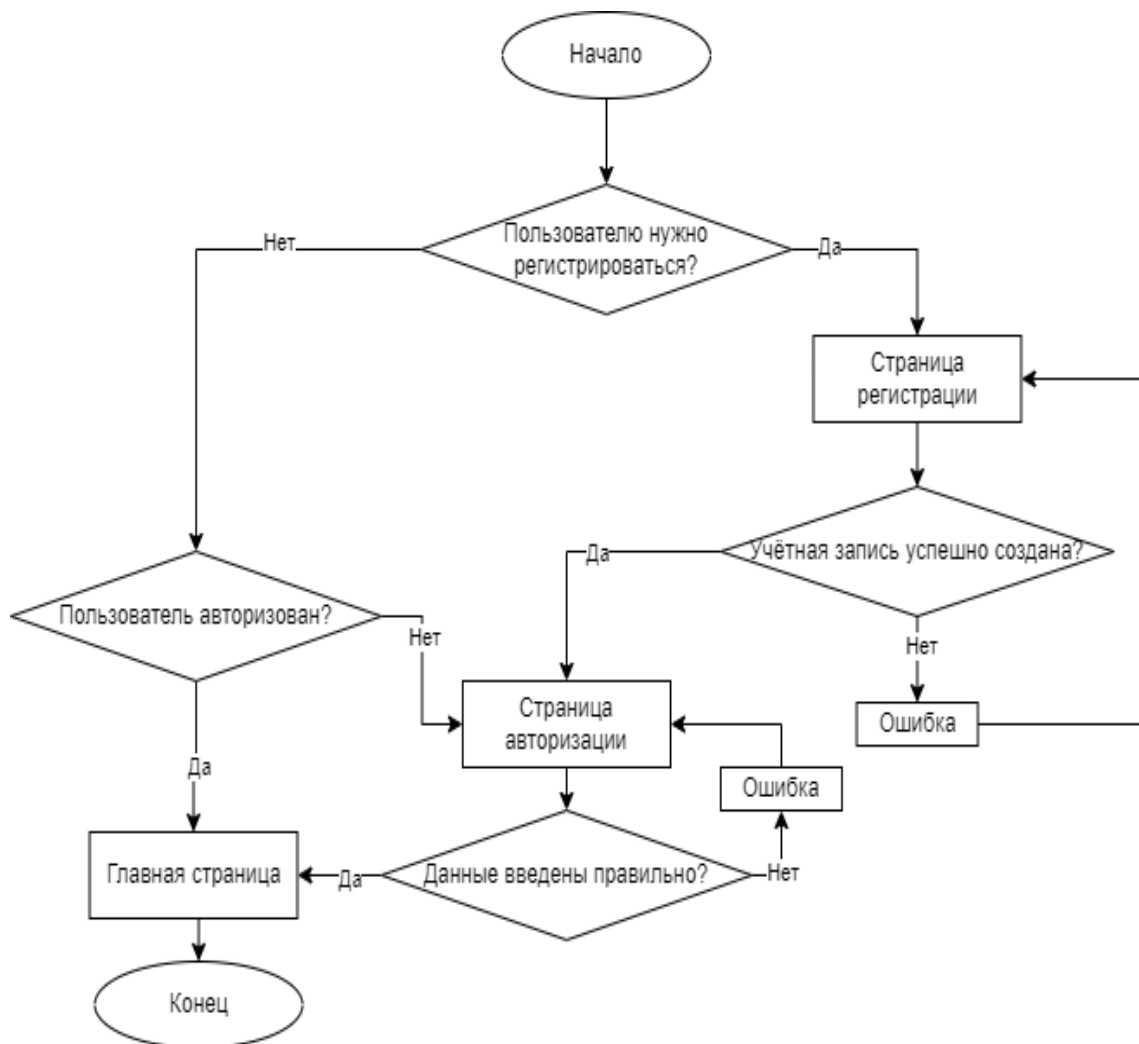 Начало
Пользователю нужно
регистрироваться?
Нет
Да
Страница
регистрации
Учётная запись успешно создана?
Да
Нет
Ошибка
Пользователь авторизован?
Нет
Да
Страница
авторизации
Ошибка
Данные введены правильно?
Нет
Да
Главная страница
Конец